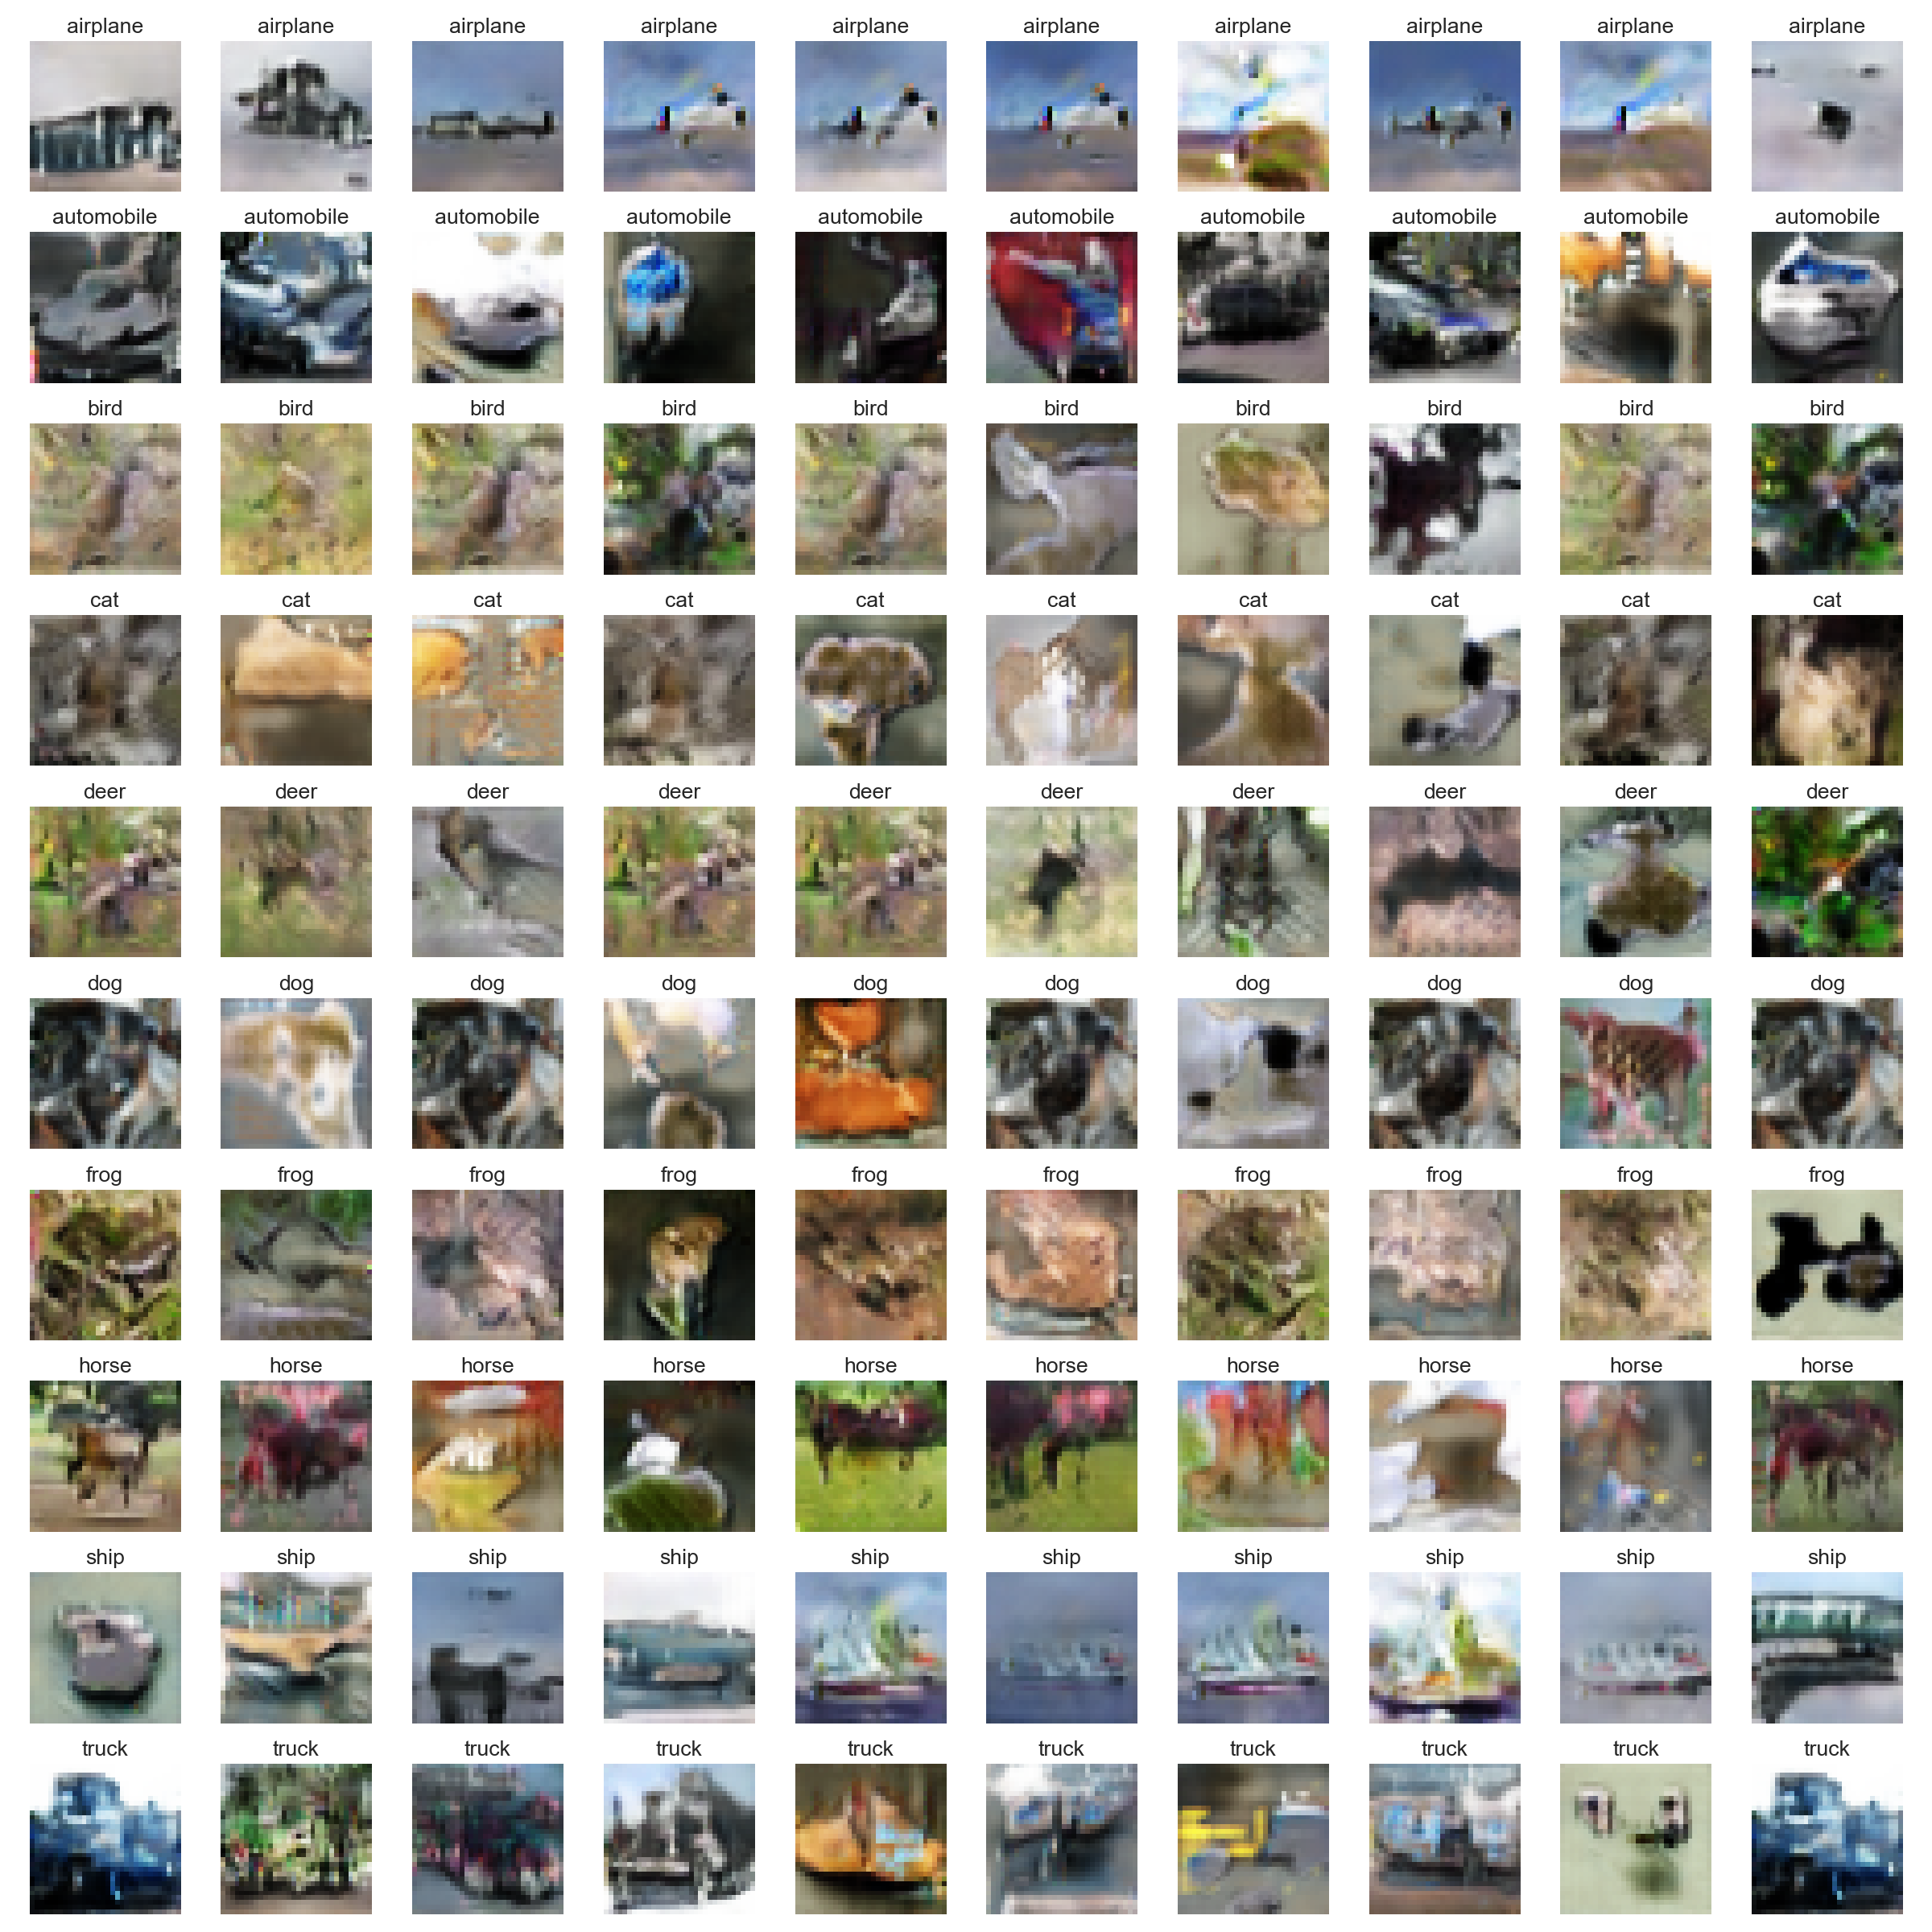 airplane airplane airplane airplane airplane airplane airplane airplane airplane airplane
automobile automobile automobile automobile automobile automobile automobile automobile automobile automobile
bird bird bird bird bird bird bird bird bird bird
cat cat cat cat cat cat cat cat cat cat
deer deer deer deer deer deer deer deer deer deer
dog dog dog dog dog dog dog dog dog dog
frog frog frog frog frog frog frog frog frog frog
horse horse horse horse horse horse horse horse horse horse
ship ship ship ship ship ship ship ship ship ship
truck truck truck truck truck truck truck truck truck truck